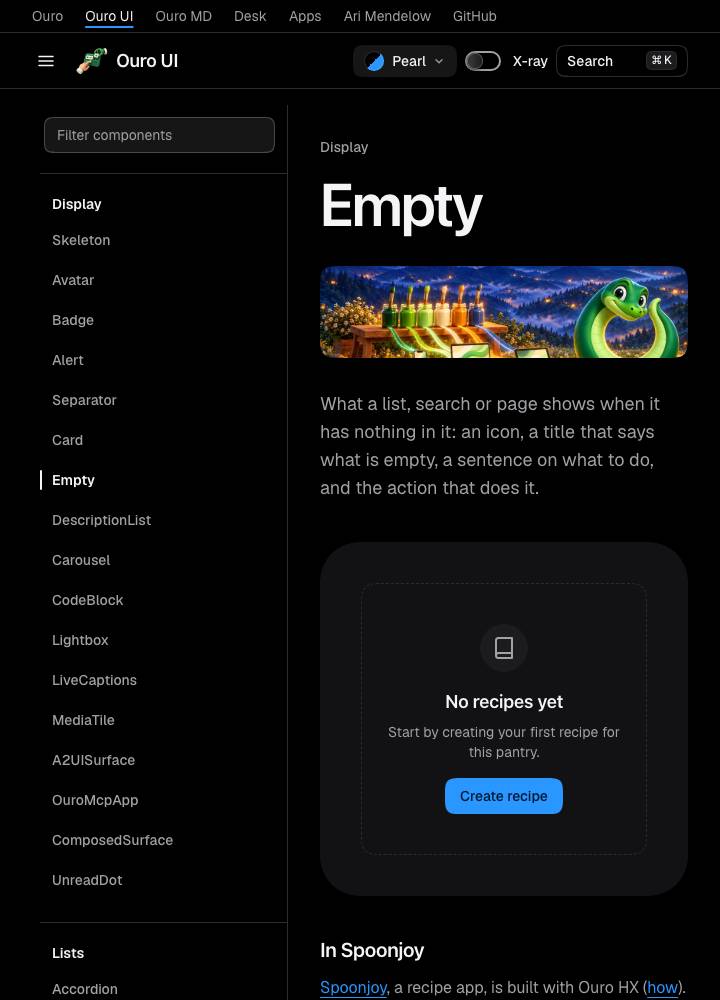 Ouro Ouro UI Ouro MD Desk Apps Ari Mendelow GitHub
Ouro UI Pearl X-ray Search ⌘ K
Filter components
Display
Skeleton
Avatar
Badge
Alert
Separator
Card
Empty
DescriptionList
Carousel
CodeBlock
Lightbox
LiveCaptions
MediaTile
A2UISurface
OuroMcpApp
ComposedSurface
UnreadDot
Lists
Accordion
Display
Empty
What a list, search or page shows when it
has nothing in it: an icon, a title that says
what is empty, a sentence on what to do,
and the action that does it.
No recipes yet
Start by creating your first recipe for
this pantry.
Create recipe
In Spoonjoy
Spoonjoy, a recipe app, is built with Ouro HX (how).